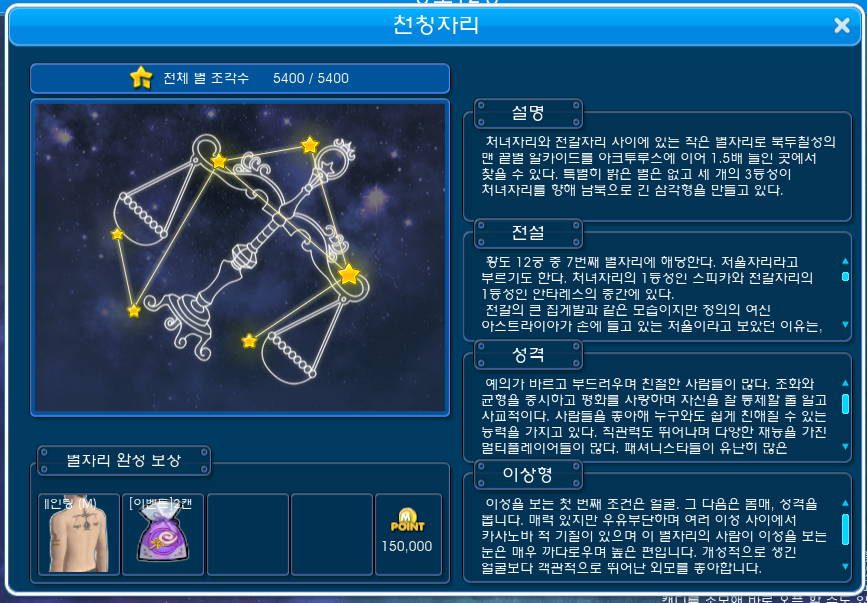 천칭자리
전체 별 조각수 5400 / 5400
설명
처녀자리와 전갈자리 사이에 있는 작은 별자리로 북두칠성의
맨 끝별 알카이드를 아크투루스에 이어 1.5배 늘인 곳에서
찾을 수 있다. 특별히 밝은 별은 없고 세 개의 3등성이
처녀자리를 향해 남북으로 긴 삼각형을 만들고 있다.
전설
황도 12궁 중 7번째 별자리에 해당한다. 저울자리라고
부르기도 한다. 처녀자리의 1등성인 스피카와 전갈자리의
1등성인 안타레스의 중간에 있다.
전갈의 큰 집게발과 같은 모습이지만 정의의 여신
아스트라이아가 손에 들고 있는 저울이라고 보았던 이유는,
성격
예의가 바르고 부드러우며 친절한 사람들이 많다. 조화와
균형을 중시하고 평화를 사랑하며 자신을 잘 통제할 줄 알고
사교적이다. 사람들을 좋아해 누구와도 쉽게 친해질 수 있는
능력을 가지고 있다. 직관력도 뛰어나며 다양한 재능을 가진
멀티플레이어들이 많다. 패셔니스타들이 유난히 많은
이상형
이성을 보는 첫 번째 조건은 얼굴. 그 다음은 몸매, 성격을
봅니다. 매력 있지만 우유부단하며 여러 이성 사이에서
카사노바 적 기질이 있으며 이 별자리의 사람이 이성을 보는
눈은 매우 까다로우며 높은 편입니다. 개성적으로 생긴
얼굴보다 객관적으로 뛰어난 외모를 좋아합니다.
별자리 완성 보상
(M)
[이벤트]2캔
M
POINT
150,000